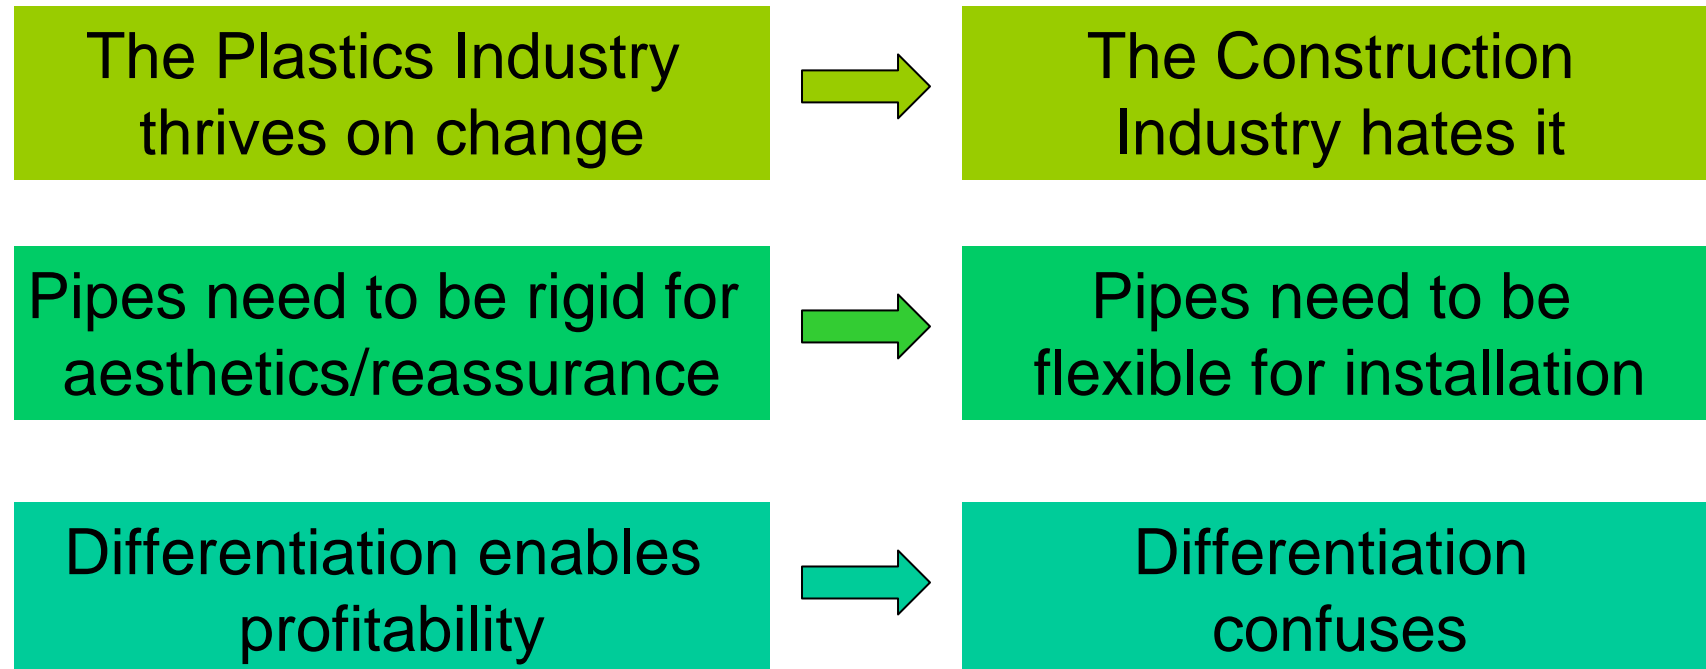 The Plastics Industry
thrives on change
The Construction
Industry hates it
Pipes need to be rigid for
aesthetics/reassurance
Pipes need to be
flexible for installation
Differentiation enables
profitability
Differentiation
confuses